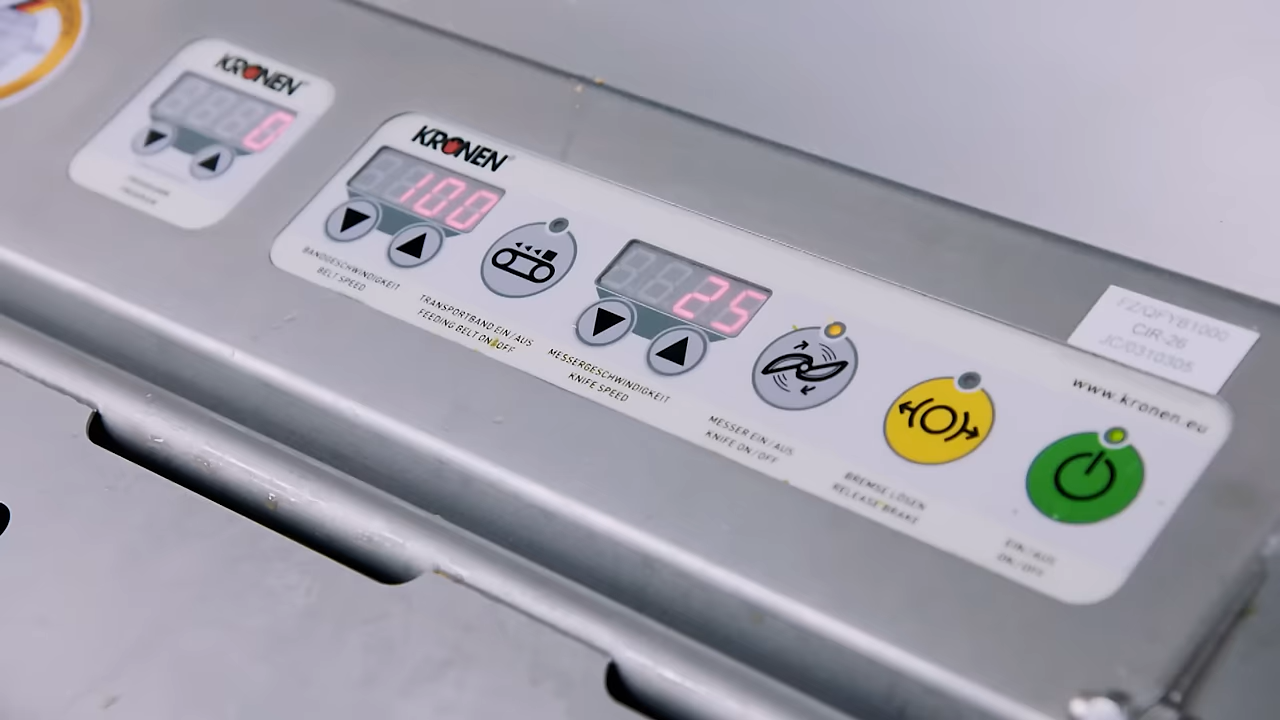 KRONEN
0
KRONEN
100
BANDGESCHWINDIGKEIT
BELT SPEED
TRANSPORTBAND EIN / AUS
FEEDING BELT ON / OFF
25
MESSERGESCHWINDIGKEIT
KNIFE SPEED
MESSER EIN / AUS
KNIFE ON / OFF
BREMSE LÖSEN
RELEASE BRAKE
EIN / AUS
ON / OFF
www.kronen.eu
CIR-26
JC/0310305